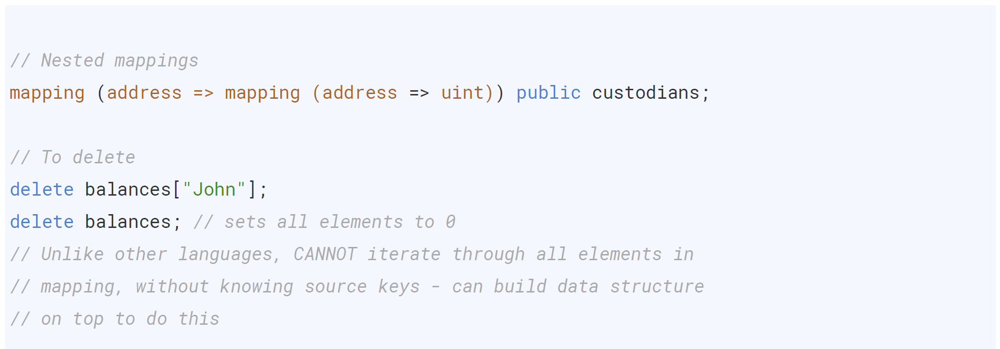 // Nested mappings
mapping (address => mapping (address => uint)) public custodians;
// To delete
delete balances["John"];
delete balances; // sets all elements to 0
// Unlike other languages, CANNOT iterate through all elements in
// mapping, without knowing source keys - can build data structure
// on top to do this